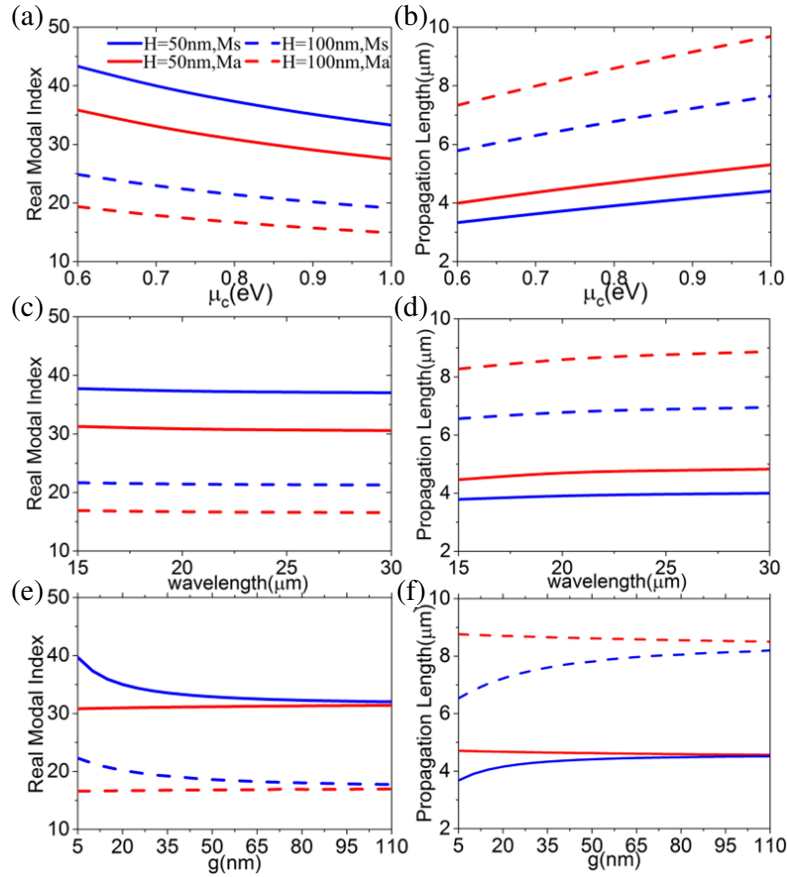 (a)
50
40
30
20
10
Real Modal Index
H=50nm,Ms
H=100nm,Ms
H=50nm,Ma
H=100nm,Ma
0.6 0.7 0.8 0.9 1.0
μc(eV)
(b)
10
8
6
4
2
Propagation Length(μm)
0.6 0.7 0.8 0.9 1.0
μc(eV)
(c)
50
40
30
20
10
Real Modal Index
15 20 25 30
wavelength(μm)
(d)
10
8
6
4
2
Propagation Length(μm)
15 20 25 30
wavelength(μm)
(e)
50
40
30
20
10
Real Modal Index
5 20 35 50 65 80 95 110
g(nm)
(f)
10
8
6
4
2
Propagation Length(μm)
5 20 35 50 65 80 95 110
g(nm)